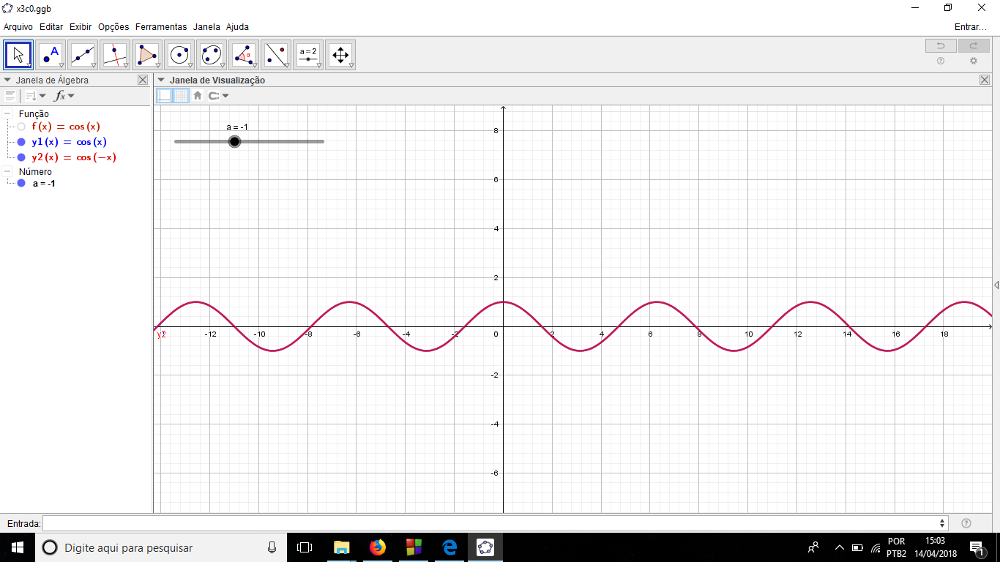 x3c0.ggb
Arquivo Editar Exibir Opções Ferramentas Janela Ajuda Entrar...
A α a = 2
Janela de Álgebra
Janela de Visualização
fx
Função
f(x) = cos(x)
y1(x) = cos(x)
y2(x) = cos(−x)
Número
a = -1
a = -1
8
6
4
2
-12 -10 -8 -6 -4 -2 0 2 4 6 8 10 12 14 16 18
y2
-2
-4
-6
Entrada:
Digite aqui para pesquisar
POR
PTB2
15:03
14/04/2018
1